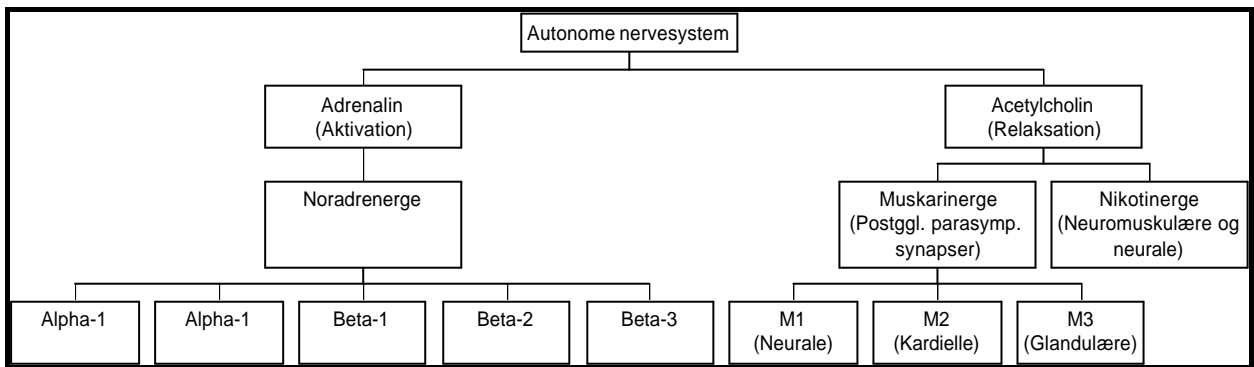 Autonome nervesystem
Adrenalin
(Aktivation)
Acetylcholin
(Relaksation)
Noradrenerge
Muskarinerge
(Postggl. parasymp.
synapser)
Nikotinerge
(Neuromuskulære og
neurale)
Alpha-1
Alpha-1
Beta-1
Beta-2
Beta-3
M1
(Neurale)
M2
(Kardielle)
M3
(Glandulære)